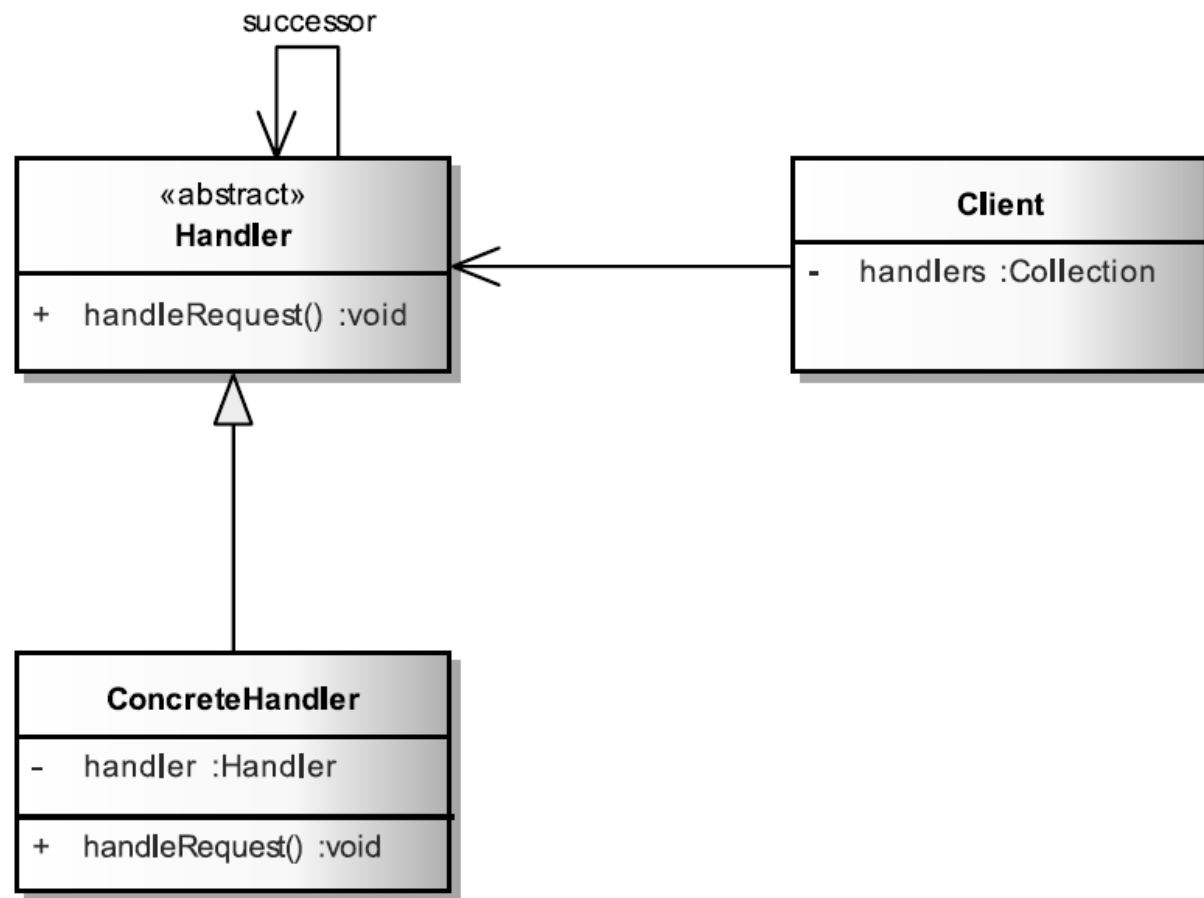 successor
«abstract»
Handler
+ handleRequest() :void
Client
- handlers :Collection
ConcreteHandler
- handler :Handler
+ handleRequest() :void